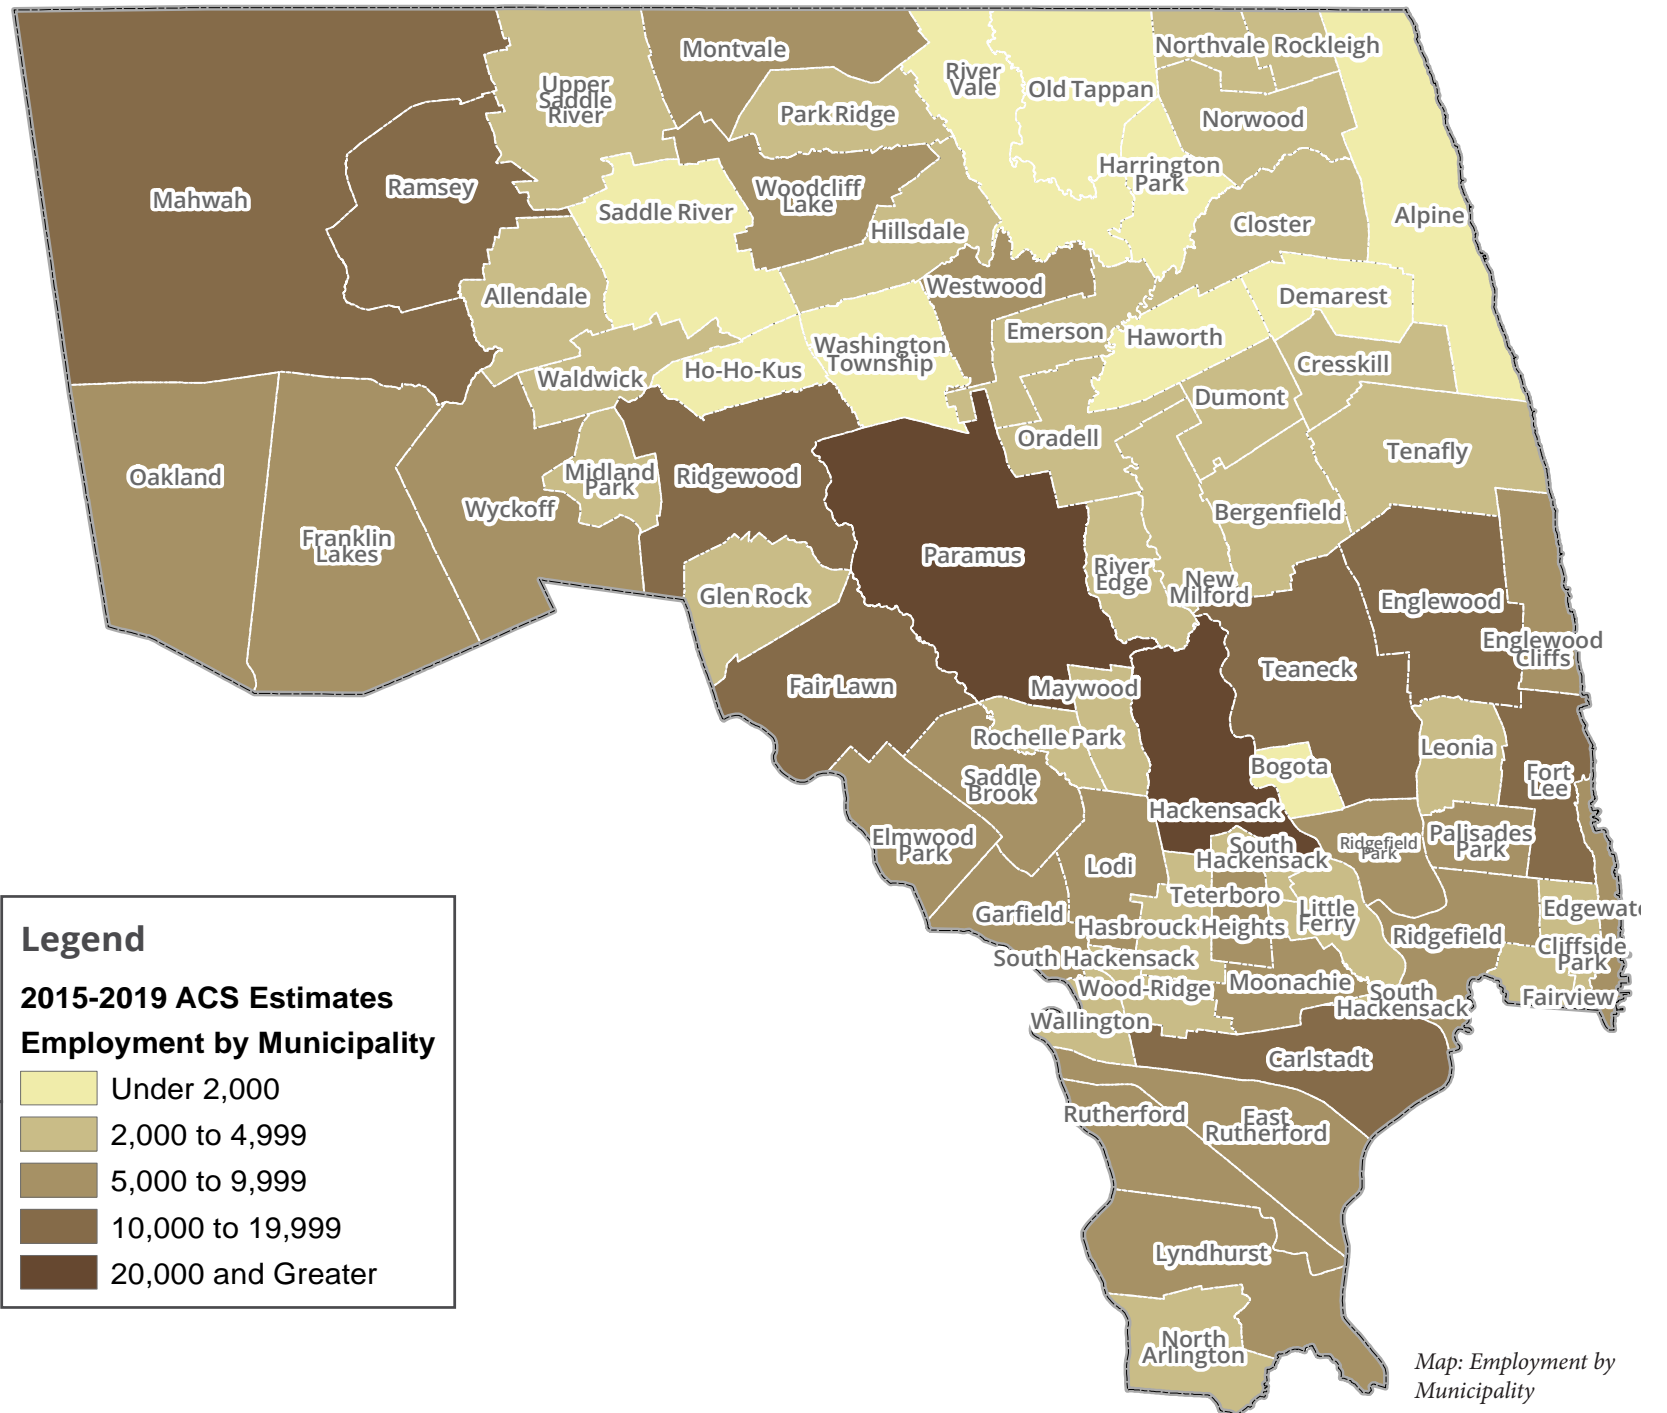 Montvale
Northvale
Rockleigh
River
Vale
Old Tappan
Upper
Saddle
River
Park Ridge
Norwood
Harrington
Park
Mahwah
Ramsey
Woodcliff
Lake
Saddle River
Hillsdale
Closter
Alpine
Allendale
Westwood
Demarest
Emerson
Haworth
Washington
Township
Cresskill
Waldwick
Ho-Ho-Kus
Dumont
Oradell
Tenafly
Oakland
Midland
Park
Ridgewood
Wyckoff
Bergenfield
Franklin
Lakes
Paramus
River
Edge
New
Milford
Glen Rock
Englewood
Englewood
Cliffs
Teaneck
Fair Lawn
Maywood
Rochelle Park
Leonia
Bogota
Saddle
Brook
Fort
Lee
Hackensack
Elmwood
Park
South
Hackensack
Ridgefield
Park
Palisades
Park
Lodi
Teterboro
Garfield
Little
Ferry
Edgewate
Hasbrouck Heights
Ridgefield
Cliffside
Park
South Hackensack
Wood-Ridge
Moonachie
South
Hackensack
Fairview
Wallington
Carlstadt
Rutherford
East
Rutherford
Lyndhurst
North
Arlington
Legend
2015-2019 ACS Estimates
Employment by Municipality
Under 2,000
2,000 to 4,999
5,000 to 9,999
10,000 to 19,999
20,000 and Greater
Map: Employment by
Municipality